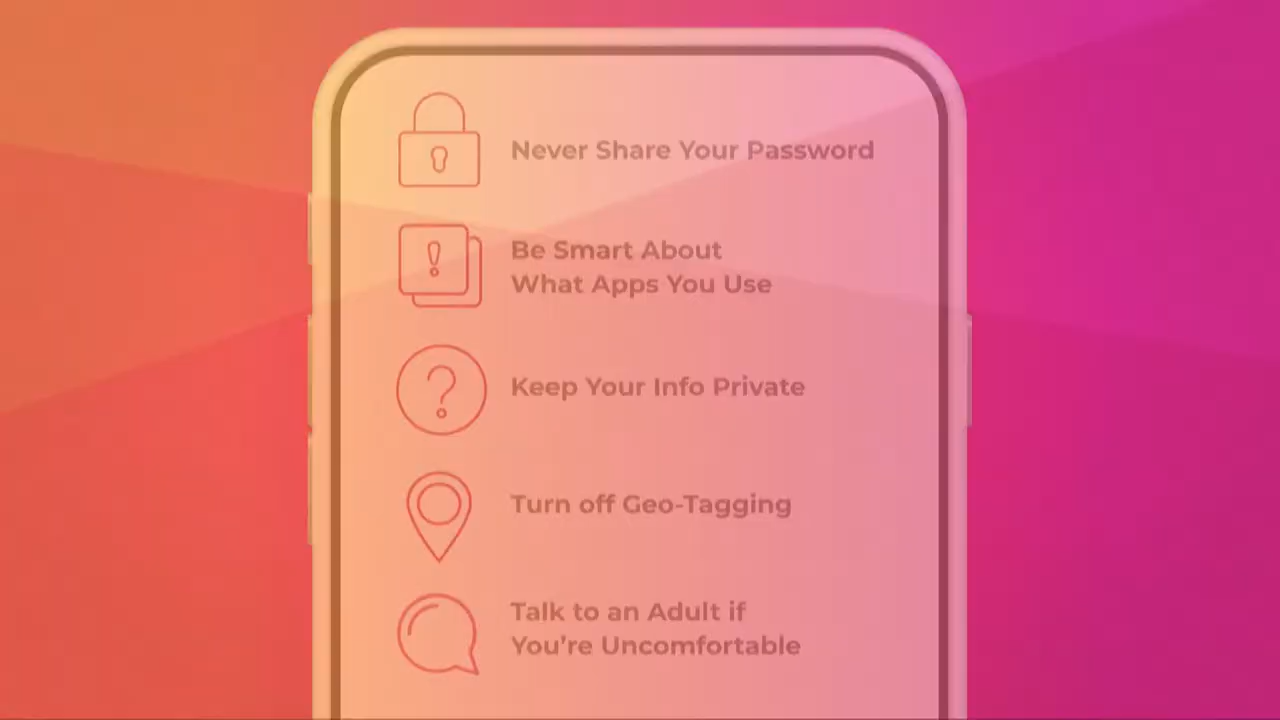 Never Share Your Password
Be Smart About
What Apps You Use
Keep Your Info Private
Turn off Geo-Tagging
Talk to an Adult if
You’re Uncomfortable